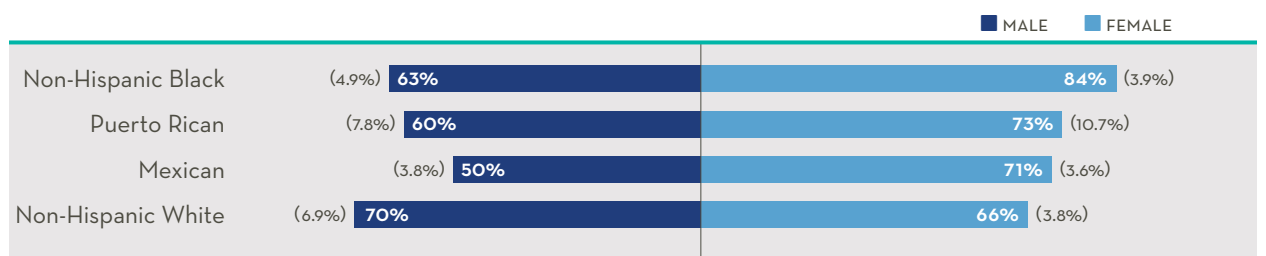 MALE FEMALE
Non-Hispanic Black (4.9%) 63% 84% (3.9%)
Puerto Rican (7.8%) 60% 73% (10.7%)
Mexican (3.8%) 50% 71% (3.6%)
Non-Hispanic White (6.9%) 70% 66% (3.8%)